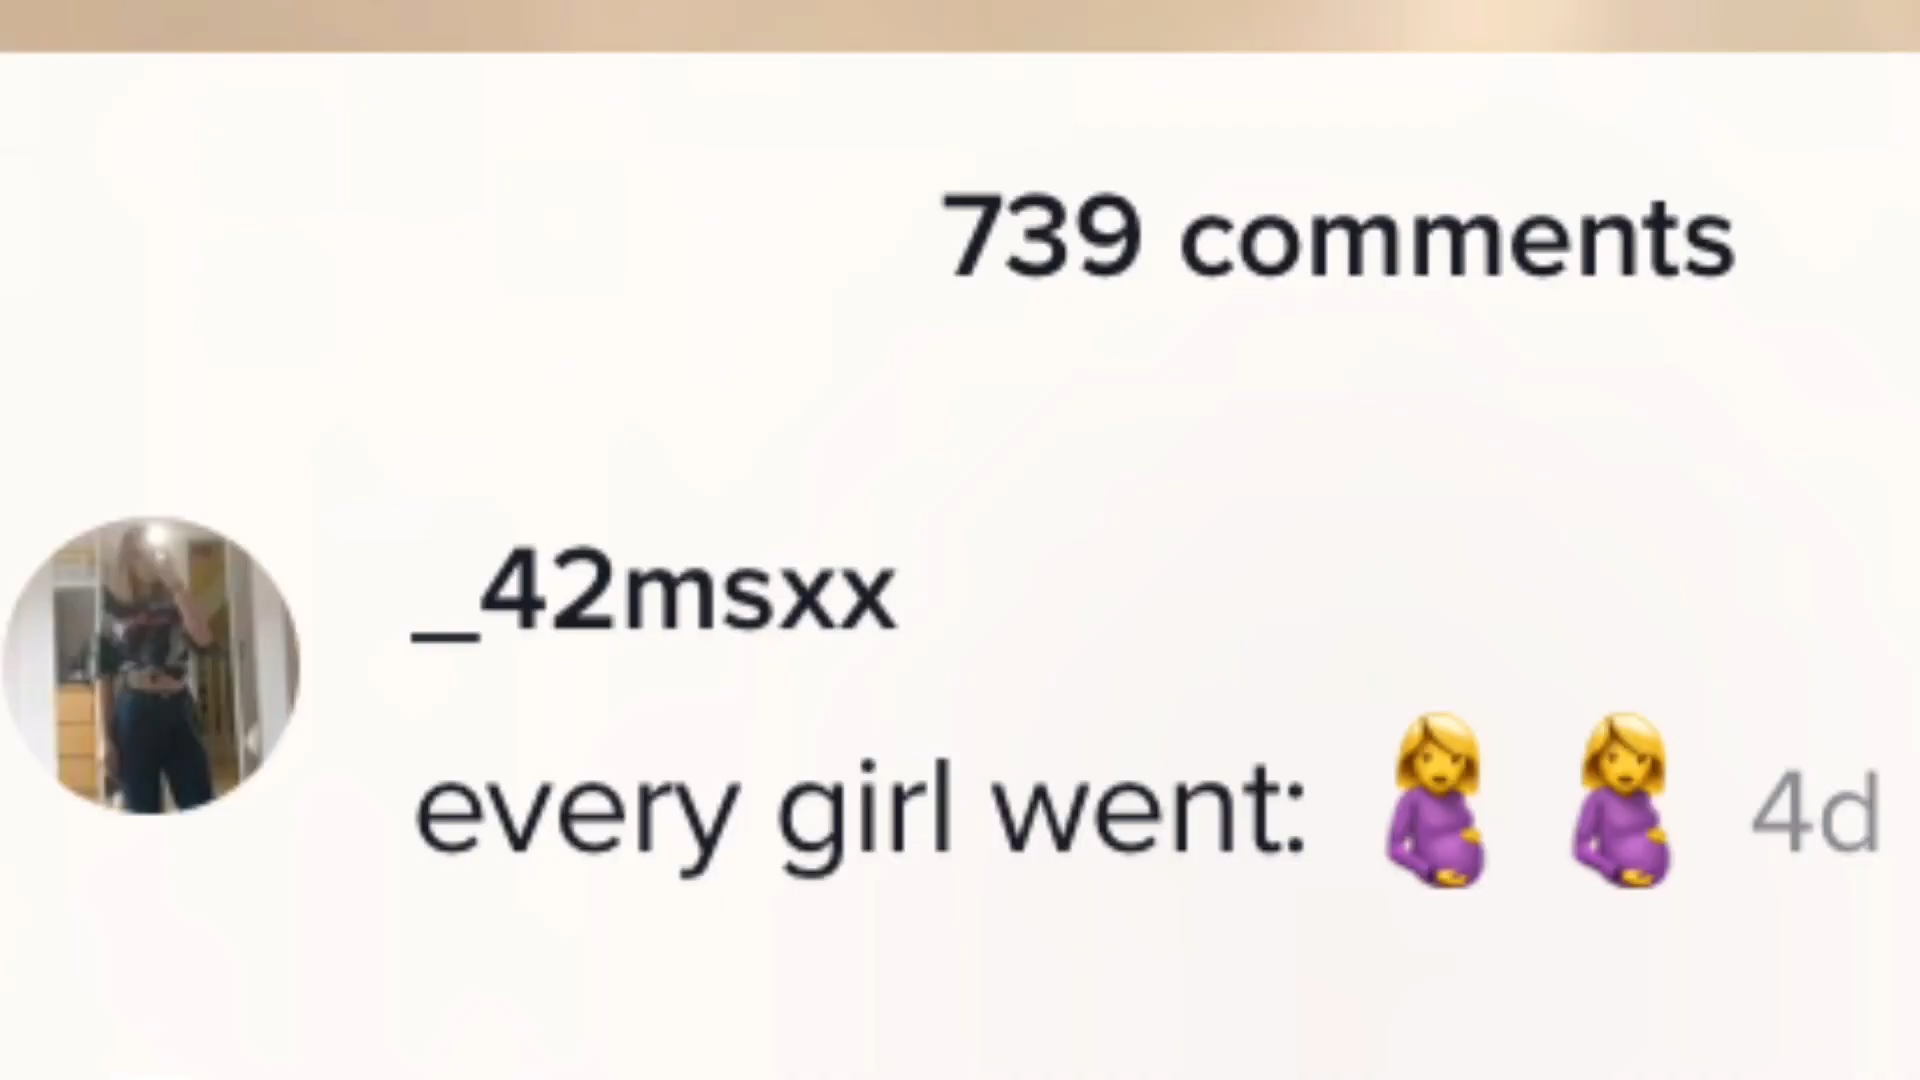 739 comments
_42msxx
every girl went: 🤰 🤰 4d